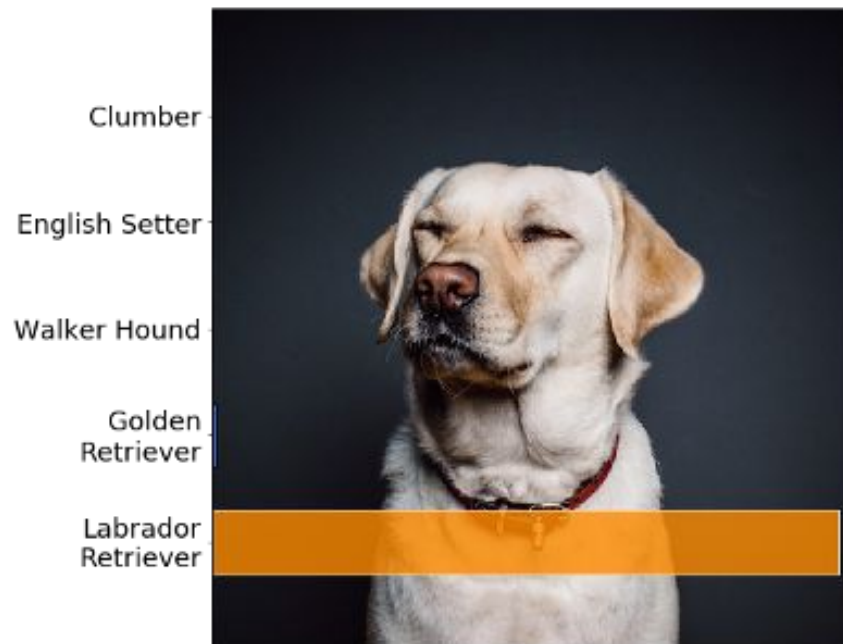 Clumber
English Setter
Walker Hound
Golden
Retriever
Labrador
Retriever